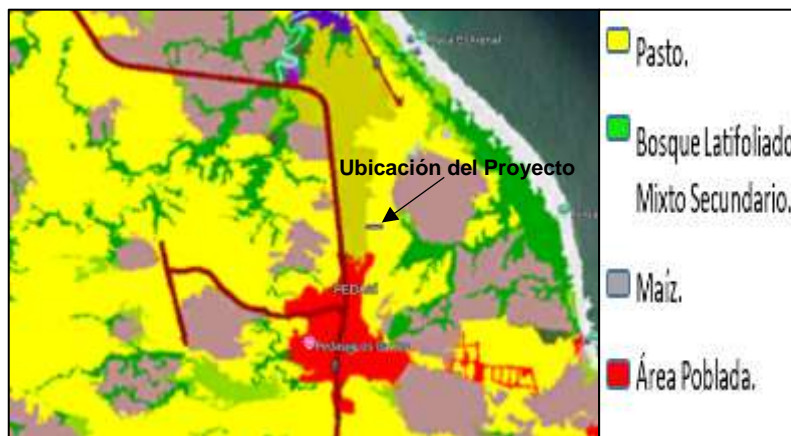 Ubicación del Proyecto
Pasto.
Bosque Latifoliado
Mixto Secundario.
Maíz.
Área Poblada.